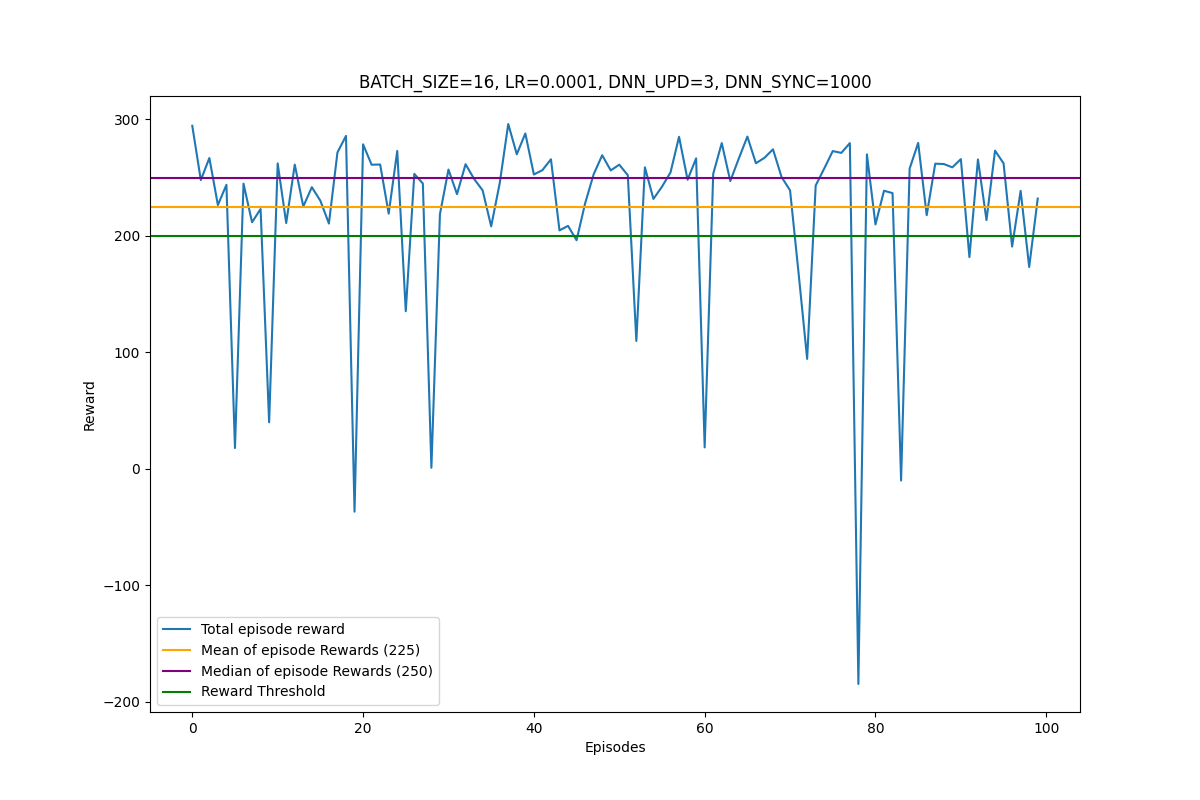 BATCH_SIZE=16, LR=0.0001, DNN_UPD=3, DNN_SYNC=1000
300
200
100
0
−100
−200
Reward
Total episode reward
Mean of episode Rewards (225)
Median of episode Rewards (250)
Reward Threshold
0 20 40 60 80 100
Episodes